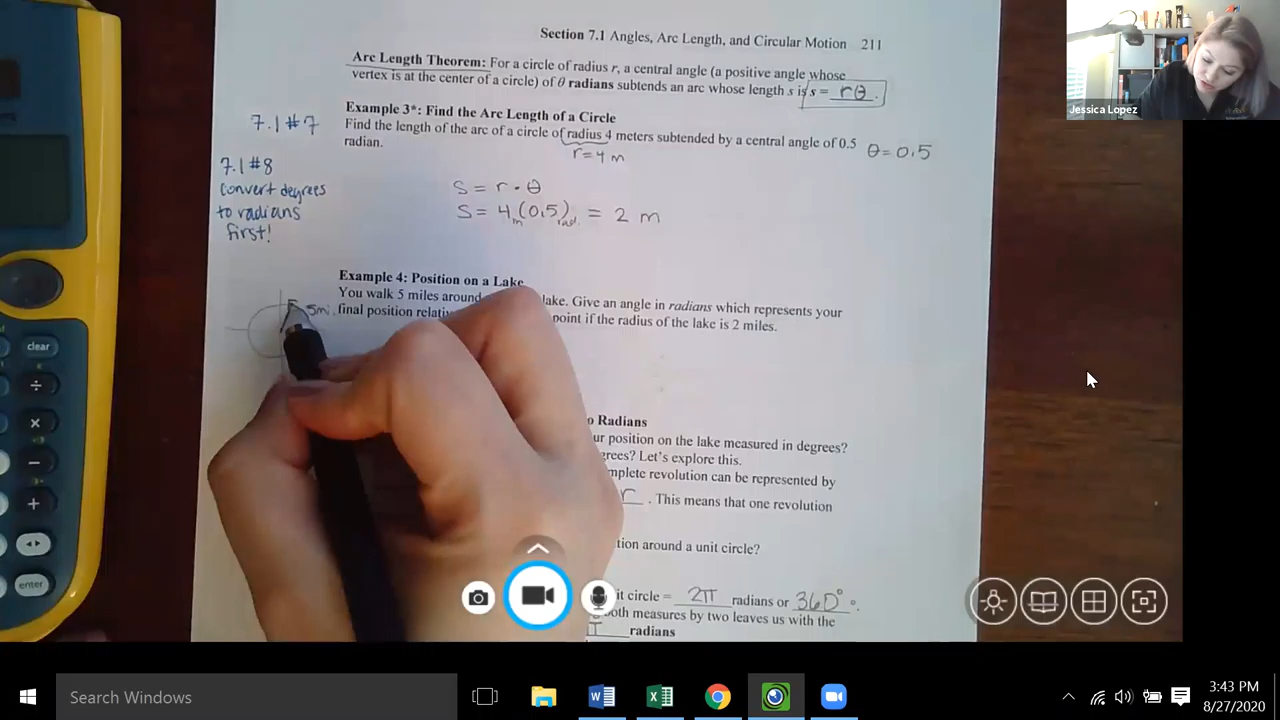 Section 7.1 Angles, Arc Length, and Circular Motion 211
Arc Length Theorem: For a circle of radius r, a central angle (a positive angle whose
vertex is at the center of a circle) of θ radians subtends an arc whose length s is s = rθ.
Example 3*: Find the Arc Length of a Circle
7.1 #7
Find the length of the arc of a circle of radius 4 meters subtended by a central angle of 0.5
radian.
θ = 0.5
r = 4 m
7.1 #8
convert degrees
to radians
first!
S = r · θ
S = 4 m (0.5) rad. = 2 m
Example 4: Position on a Lake
You walk 5 miles around lake. Give an angle in radians which represents your
5mi.
final position point if the radius of the lake is 2 miles.
o Radians
ur position on the lake measured in degrees?
grees? Let's explore this.
mplete revolution can be represented by
r. This means that one revolution
tion around a unit circle?
it circle = 2π radians or 360°.
both measures by two leaves us with the
radians
Jessica Lopez
clear
÷
×
−
+
enter
Search Windows
3:43 PM
8/27/2020